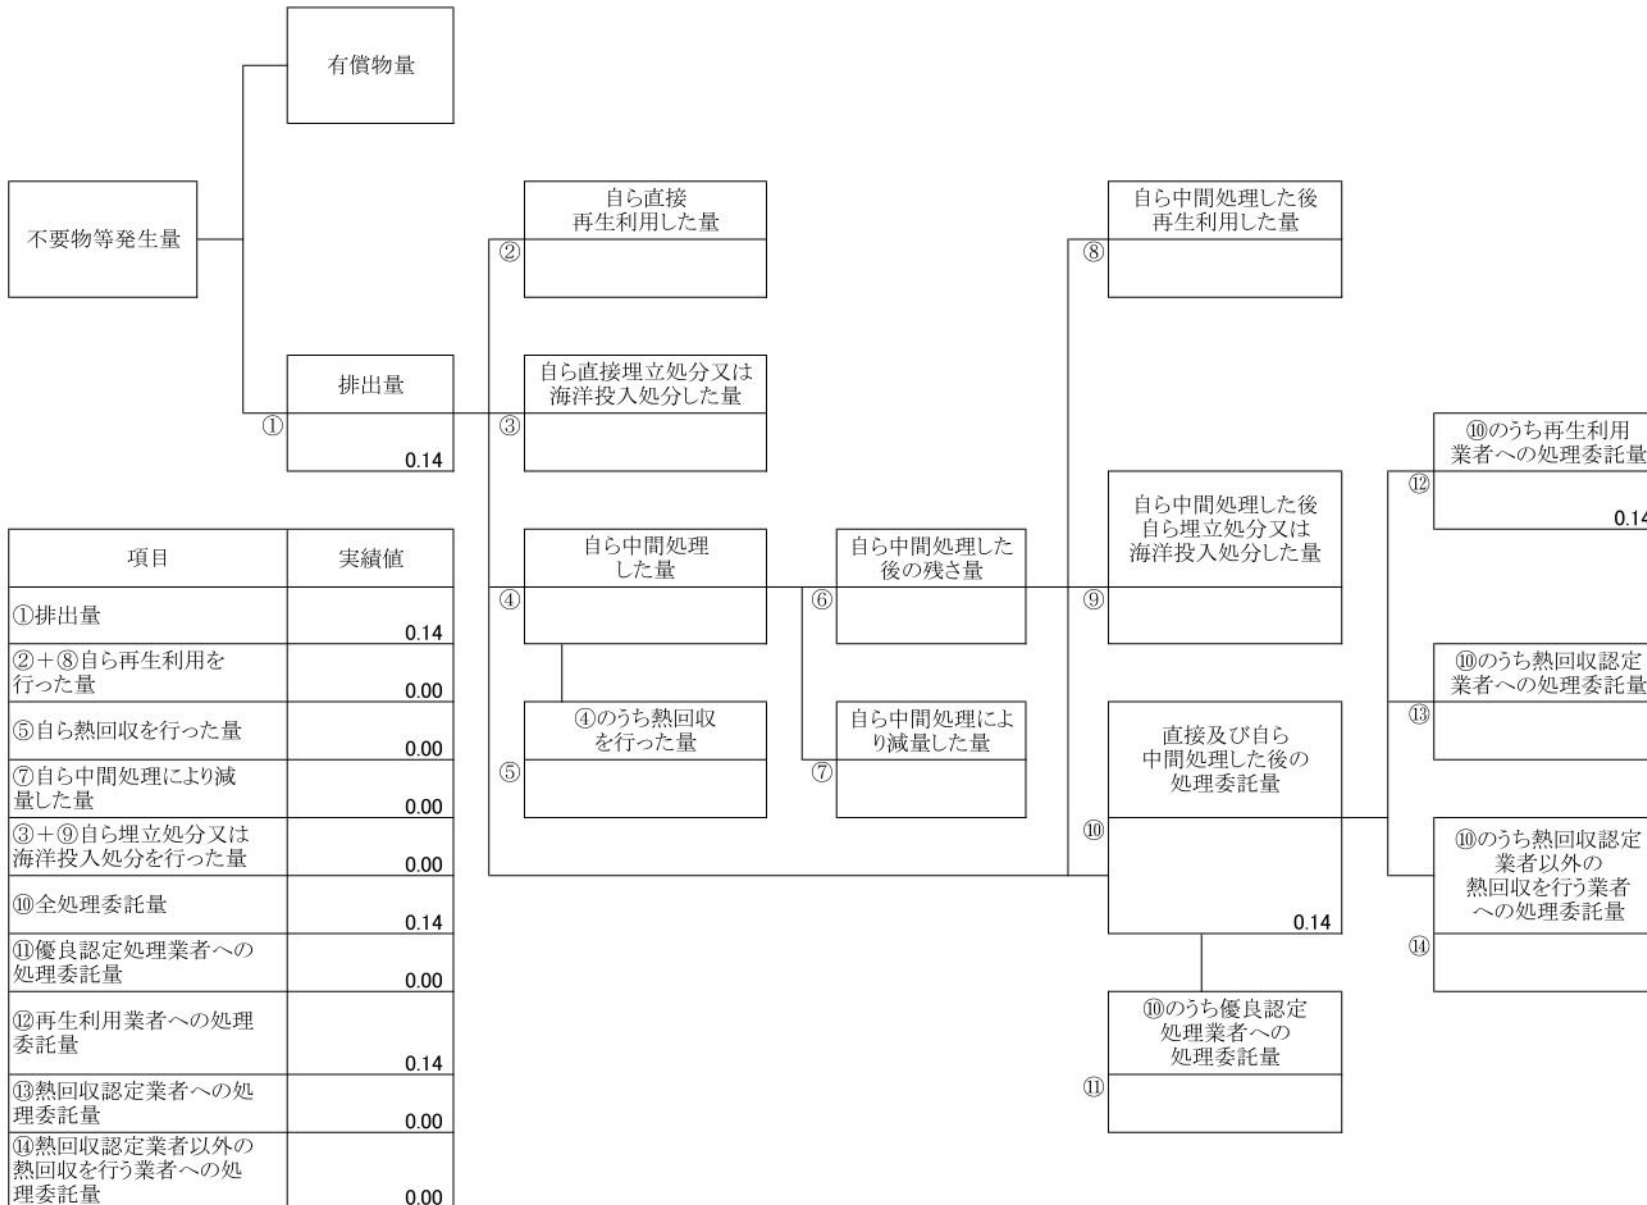 有償物量
不要物等発生量
自ら直接
再生利用した量
②
自ら中間処理した後
再生利用した量
⑧
排出量
①
0.14
自ら直接埋立処分又は
海洋投入処分した量
③
⑩のうち再生利用
業者への処理委託量
⑫
0.14
自ら中間処理した後
自ら埋立処分又は
海洋投入処分した量
⑨
自ら中間処理
した量
④
自ら中間処理した
後の残さ量
⑥
⑩のうち熱回収認定
業者への処理委託量
⑬
④のうち熱回収
を行った量
⑤
自ら中間処理によ
り減量した量
⑦
直接及び自ら
中間処理した後の
処理委託量
⑩
0.14
⑩のうち熱回収認定
業者以外の
熱回収を行う業者
への処理委託量
⑭
⑩のうち優良認定
処理業者への
処理委託量
⑪
項目 実績値
①排出量 0.14
②＋⑧自ら再生利用を
行った量 0.00
⑤自ら熱回収を行った量 0.00
⑦自ら中間処理により減
量した量 0.00
③＋⑨自ら埋立処分又は
海洋投入処分を行った量 0.00
⑩全処理委託量 0.14
⑪優良認定処理業者への
処理委託量 0.00
⑫再生利用業者への処理
委託量 0.14
⑬熱回収認定業者への処
理委託量 0.00
⑭熱回収認定業者以外の
熱回収を行う業者への処
理委託量 0.00